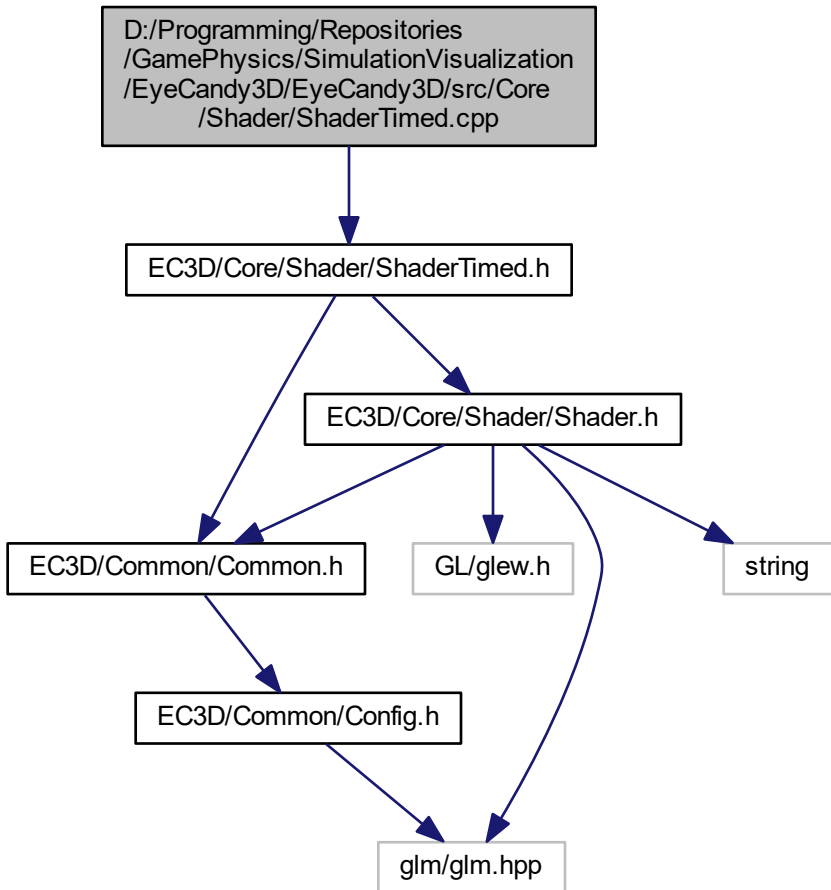 D:/Programming/Repositories
/GamePhysics/SimulationVisualization
/EyeCandy3D/EyeCandy3D/src/Core
/Shader/ShaderTimed.cpp
EC3D/Core/Shader/ShaderTimed.h
EC3D/Core/Shader/Shader.h
EC3D/Common/Common.h
GL/glew.h
string
EC3D/Common/Config.h
glm/glm.hpp